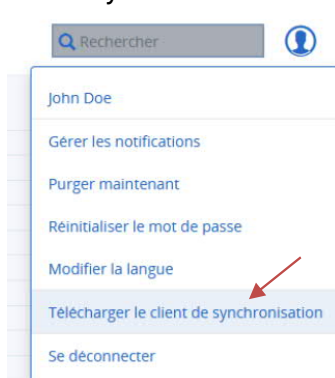 Rechercher
John Doe
Gérer les notifications
Purger maintenant
Réinitialiser le mot de passe
Modifier la langue
Télécharger le client de synchronisation
Se déconnecter